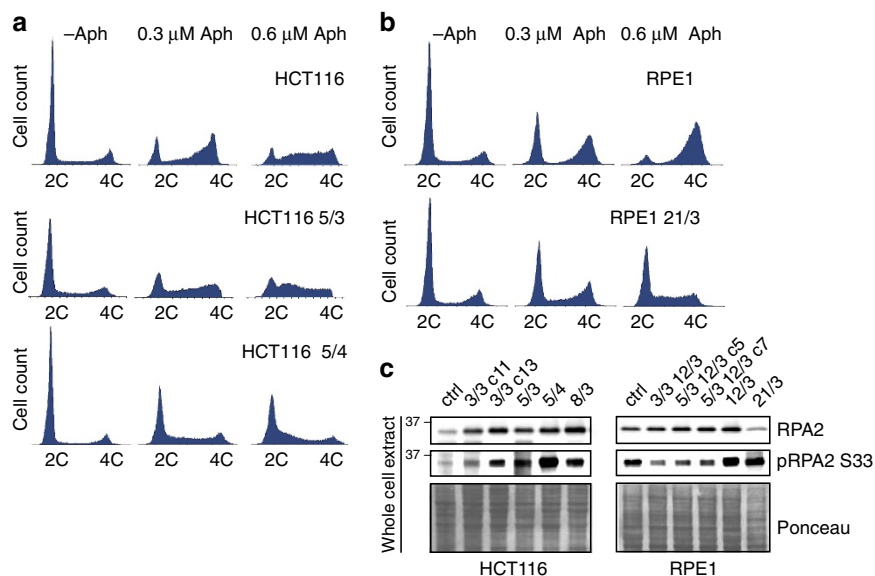 a
–Aph 0.3 μM Aph 0.6 μM Aph
HCT116
Cell count
2C 4C 2C 4C 2C 4C
HCT116 5/3
Cell count
2C 4C 2C 4C 2C 4C
HCT116 5/4
Cell count
2C 4C 2C 4C 2C 4C
b
–Aph 0.3 μM Aph 0.6 μM Aph
RPE1
Cell count
2C 4C 2C 4C 2C 4C
RPE1 21/3
Cell count
2C 4C 2C 4C 2C 4C
c
ctrl 3/3 c11 3/3 c13 5/3 5/4 8/3
ctrl 3/3 12/3 5/3 12/3 c5 5/3 12/3 c7 12/3 21/3
Whole cell extract
37 37 RPA2
37 37 pRPA2 S33
Ponceau
HCT116 RPE1